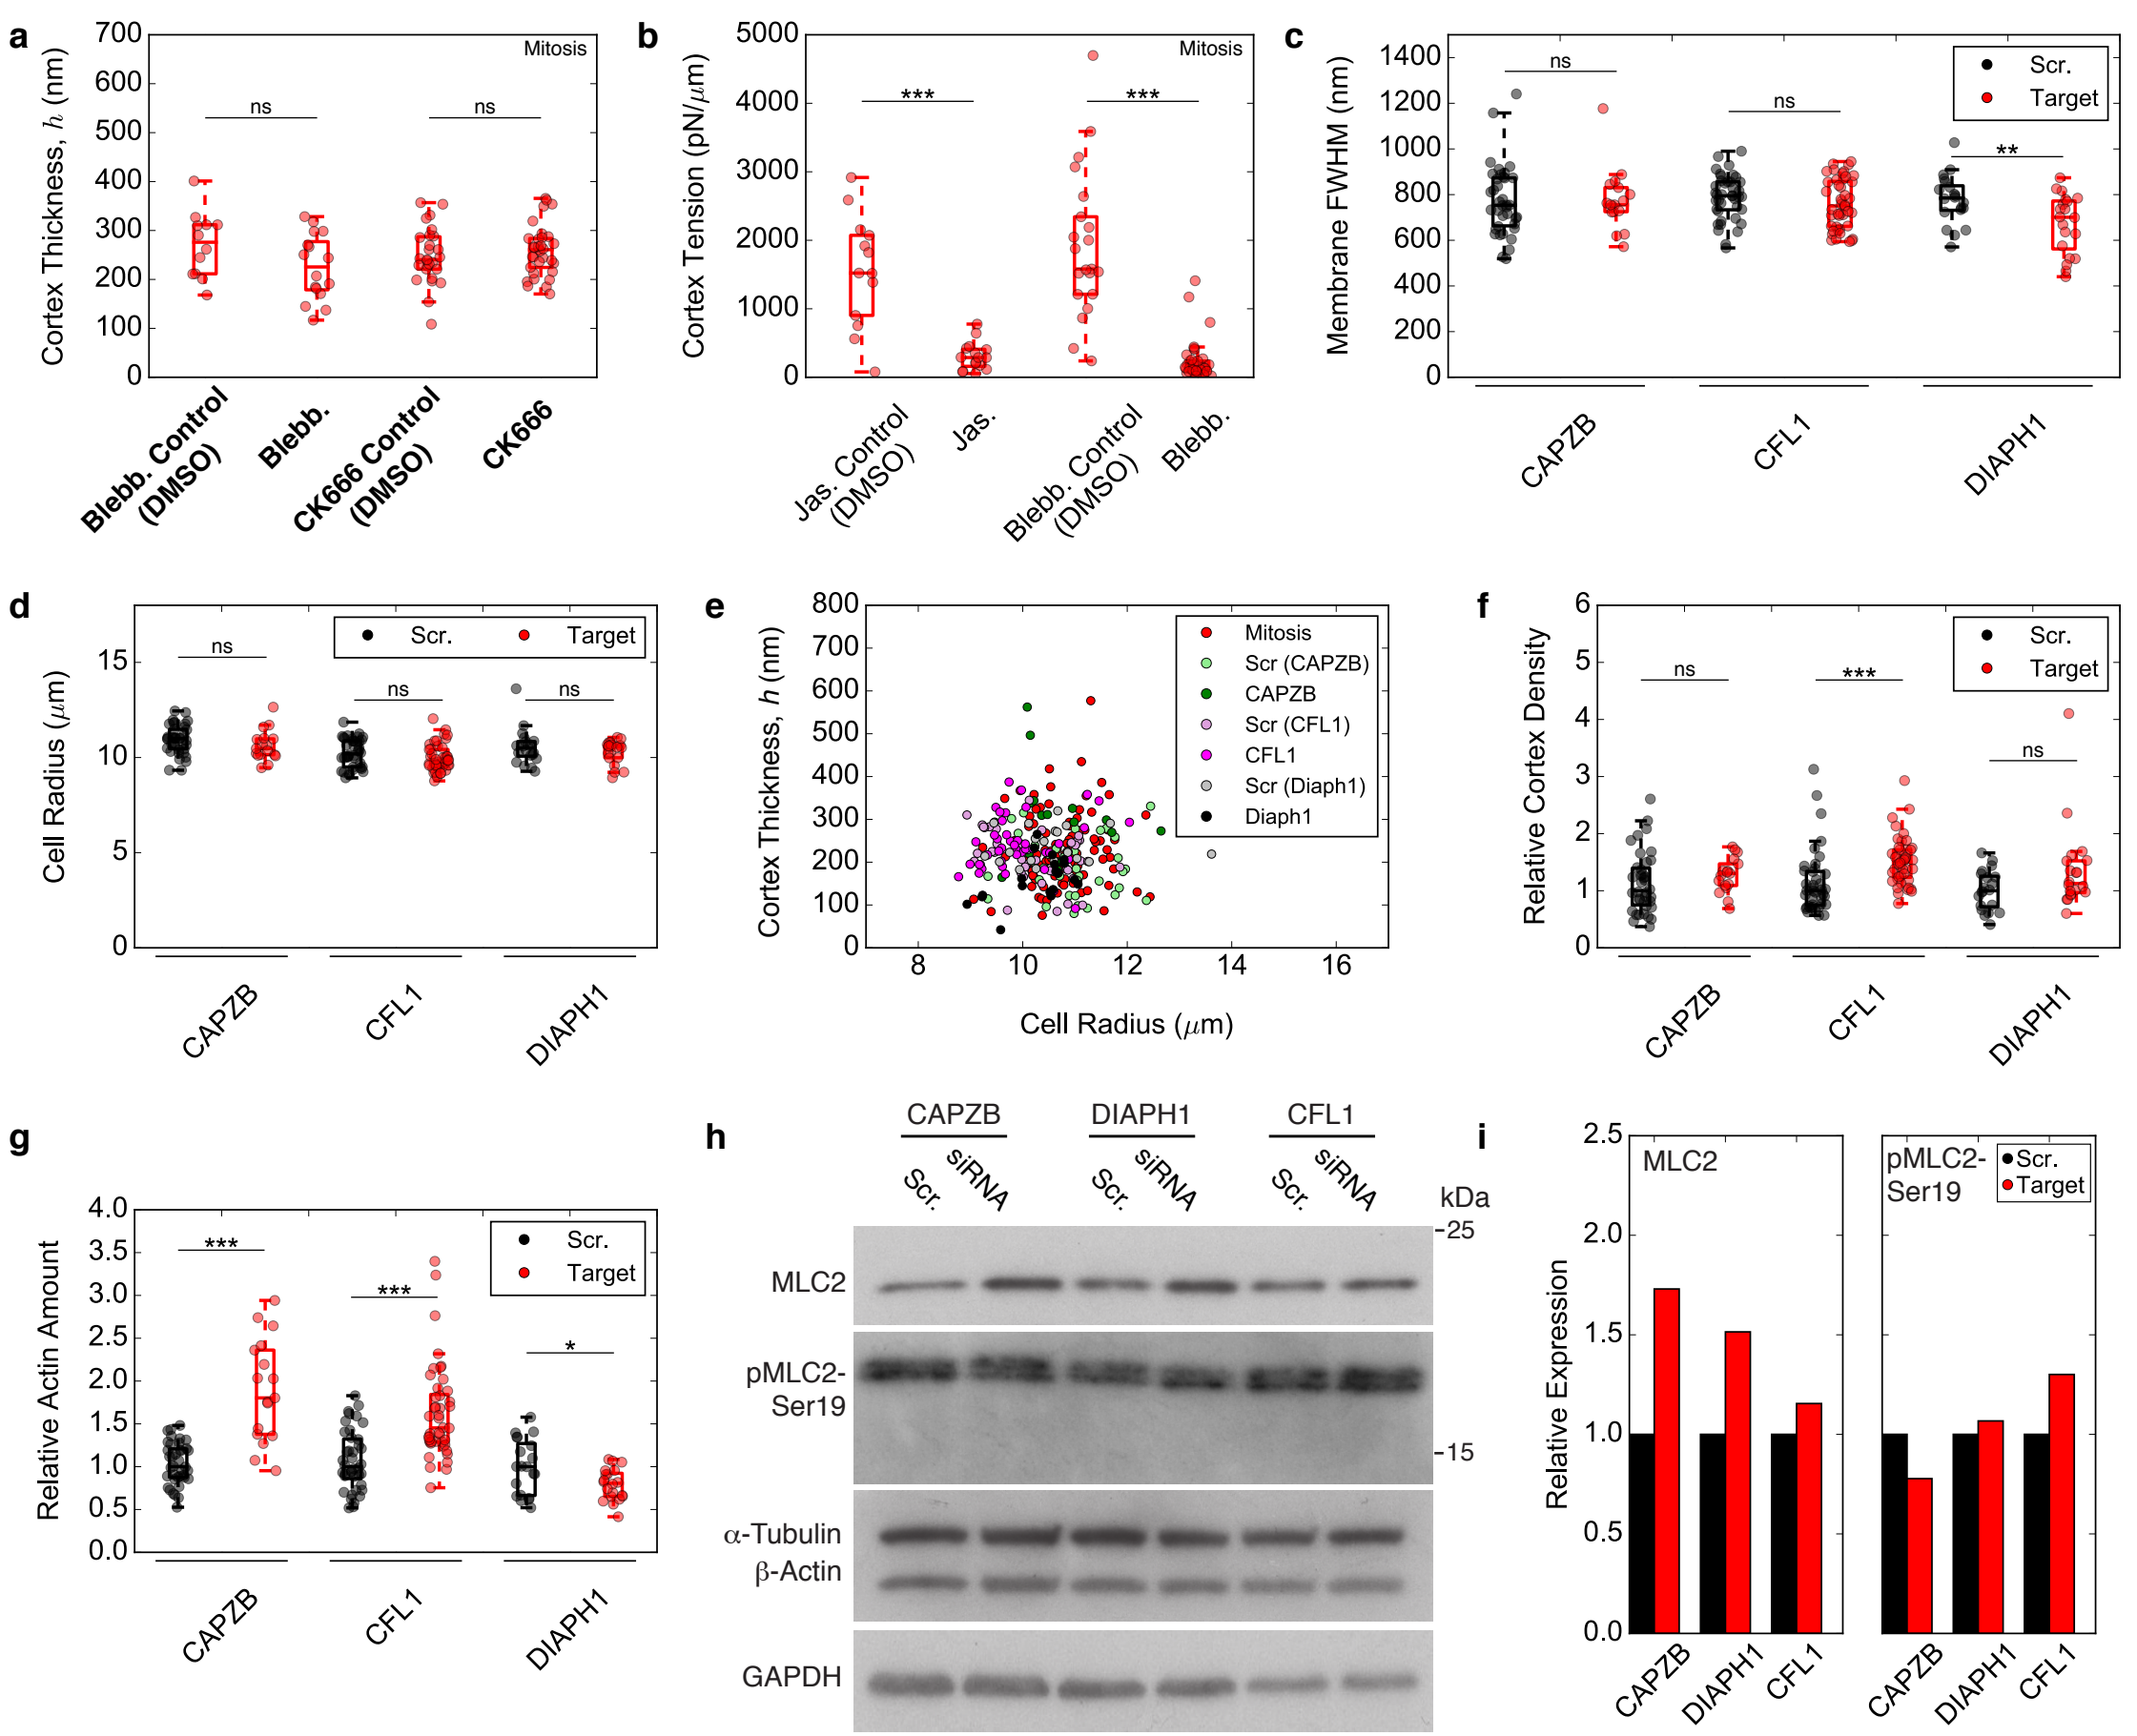 a
700
600
500
400
300
200
100
0
Cortex Thickness, h (nm)
Mitosis
ns
ns
Blebb. Control
(DMSO)
Blebb.
CK666 Control
(DMSO)
CK666
b
5000
4000
3000
2000
1000
0
Cortex Tension (pN/μm)
Mitosis
***
***
Jas. Control
(DMSO)
Jas.
Blebb. Control
(DMSO)
Blebb.
c
1400
1200
1000
800
600
400
200
0
Membrane FWHM (nm)
Scr.
Target
ns
ns
**
CAPZB
CFL1
DIAPH1
d
15
10
5
0
Cell Radius (μm)
Scr.
Target
ns
ns
ns
CAPZB
CFL1
DIAPH1
e
800
700
600
500
400
300
200
100
0
Cortex Thickness, h (nm)
Mitosis
Scr (CAPZB)
CAPZB
Scr (CFL1)
CFL1
Scr (Diaph1)
Diaph1
8
10
12
14
16
Cell Radius (μm)
f
6
5
4
3
2
1
0
Relative Cortex Density
Scr.
Target
ns
***
ns
CAPZB
CFL1
DIAPH1
g
4.0
3.5
3.0
2.5
2.0
1.5
1.0
0.5
0.0
Relative Actin Amount
Scr.
Target
***
***
*
CAPZB
CFL1
DIAPH1
h
CAPZB
DIAPH1
CFL1
Scr.
siRNA
Scr.
siRNA
Scr.
siRNA
kDa
-25
MLC2
pMLC2-
Ser19
-15
α-Tubulin
β-Actin
GAPDH
i
2.5
2.0
1.5
1.0
0.5
0.0
Relative Expression
MLC2
CAPZB
DIAPH1
CFL1
pMLC2-
Ser19
Scr.
Target
CAPZB
DIAPH1
CFL1